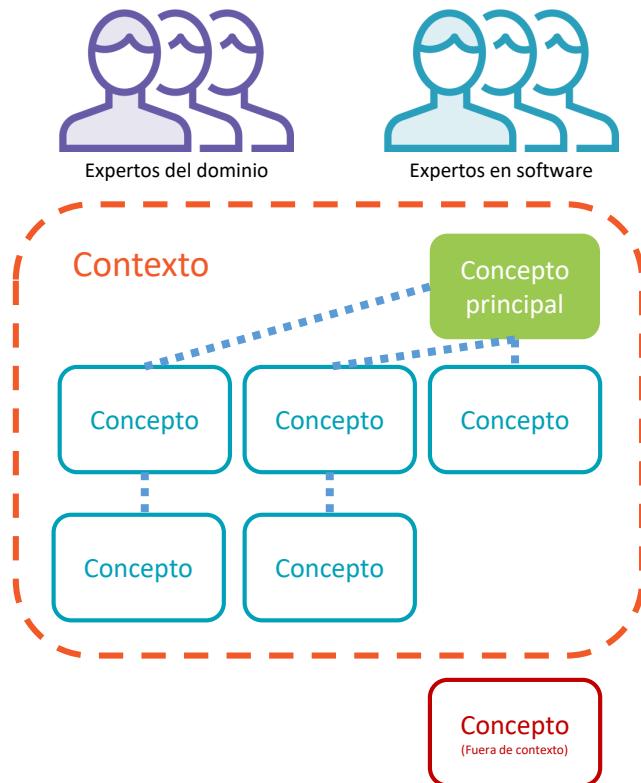 Expertos del dominio
Expertos en software
Contexto
Concepto
principal
Concepto
Concepto
Concepto
Concepto
Concepto
Concepto
(Fuera de contexto)